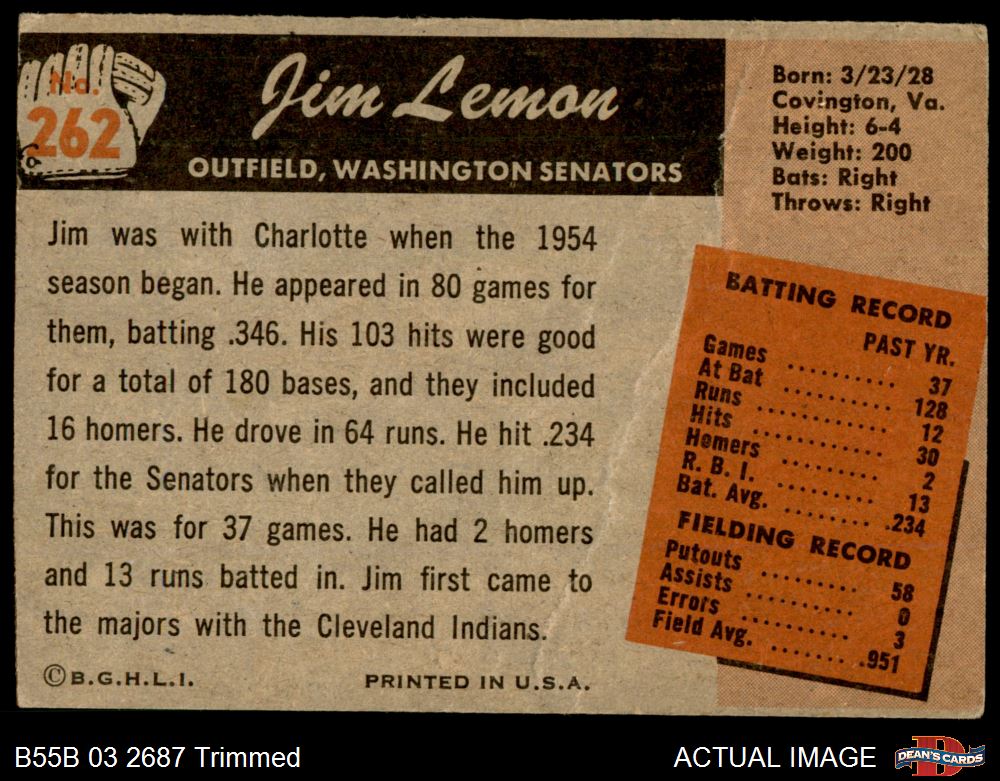 No.
262
Jim Lemon
OUTFIELD, WASHINGTON SENATORS
Born: 3/23/28
Covington, Va.
Height: 6-4
Weight: 200
Bats: Right
Throws: Right
Jim was with Charlotte when the 1954
season began. He appeared in 80 games for
them, batting .346. His 103 hits were good
for a total of 180 bases, and they included
16 homers. He drove in 64 runs. He hit .234
for the Senators when they called him up.
This was for 37 games. He had 2 homers
and 13 runs batted in. Jim first came to
the majors with the Cleveland Indians.
BATTING RECORD
PAST YR.
Games .......... 37
At Bat .......... 128
Runs .......... 12
Hits .......... 30
Homers ........ 2
R. B. I. ........ 13
Bat. Avg. ........ .234
FIELDING RECORD
Putouts .......... 58
Assists .......... 0
Errors .......... 3
Field Avg. ....... .951
©B.G.H.L.I.
PRINTED IN U.S.A.
B55B 03 2687 Trimmed
ACTUAL IMAGE
D
DEAN'S CARDS